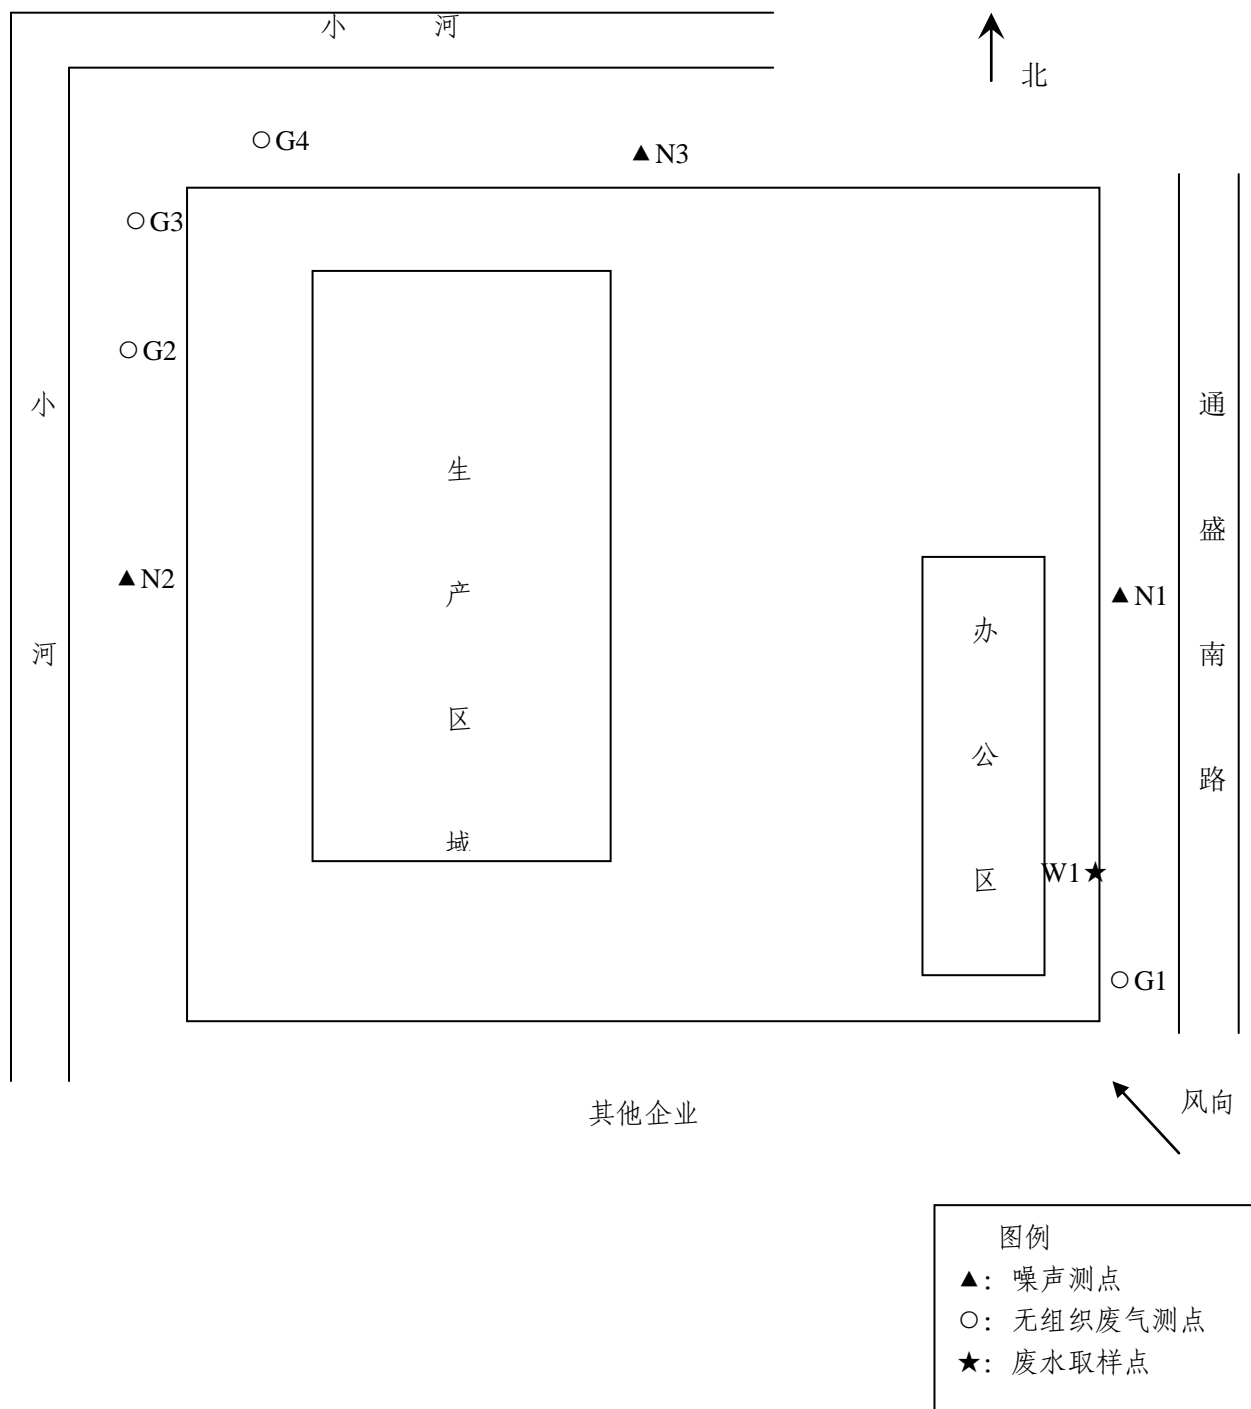 小 河
北
G4
N3
G3
G2
小河
通盛南路
生产区域
N2
N1
办公区
W1
G1
其他企业
风向
图例
▲：噪声测点
○：无组织废气测点
★：废水取样点